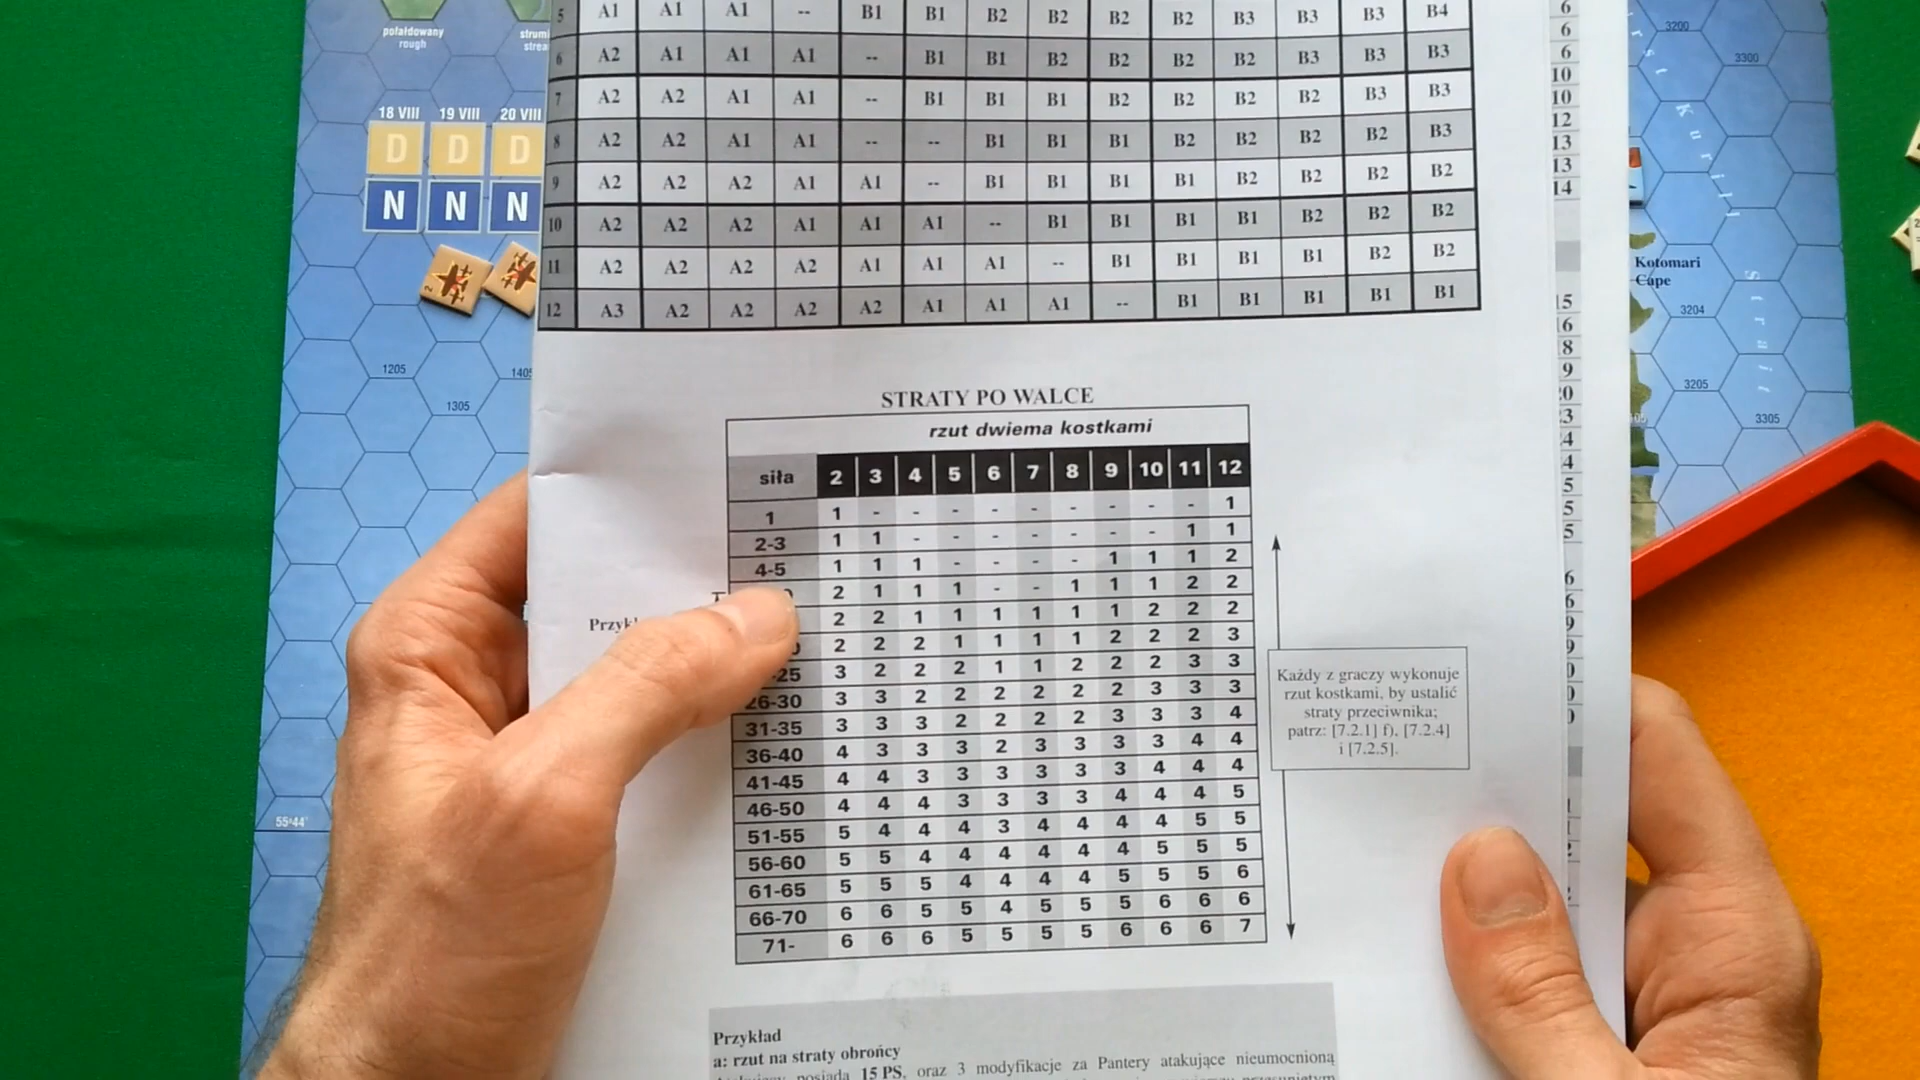 pofałdowany
rough
18 VIII 19 VIII 20 VIII
D D D
N N N
1205
1305
55°44'
5 A1 A1 A1 -- B1 B1 B2 B2 B2 B2 B3 B3 B3 B4
6 A2 A1 A1 A1 -- B1 B1 B2 B2 B2 B2 B3 B3 B3
7 A2 A2 A1 A1 -- B1 B1 B1 B2 B2 B2 B2 B3 B3
8 A2 A2 A1 A1 -- -- B1 B1 B1 B2 B2 B2 B2 B3
9 A2 A2 A2 A1 A1 -- B1 B1 B1 B1 B2 B2 B2 B2
10 A2 A2 A2 A1 A1 A1 -- B1 B1 B1 B1 B2 B2 B2
11 A2 A2 A2 A2 A1 A1 A1 -- B1 B1 B1 B1 B2 B2
12 A3 A2 A2 A2 A2 A1 A1 A1 -- B1 B1 B1 B1 B1
STRATY PO WALCE
rzut dwiema kostkami
siła 2 3 4 5 6 7 8 9 10 11 12
1 1 - - - - - - - - - 1
2-3 1 1 - - - - - - - 1 1
4-5 1 1 1 - - - - 1 1 1 2
2 1 1 1 - - 1 1 1 2 2
2 2 1 1 1 1 1 1 2 2 2
2 2 2 1 1 1 1 2 2 2 3
-25 3 2 2 2 1 1 2 2 2 3 3
26-30 3 3 2 2 2 2 2 2 3 3 3
31-35 3 3 3 2 2 2 2 3 3 3 4
36-40 4 3 3 3 2 3 3 3 3 4 4
41-45 4 4 3 3 3 3 3 3 4 4 4
46-50 4 4 4 3 3 3 3 4 4 4 5
51-55 5 4 4 4 3 4 4 4 4 5 5
56-60 5 5 4 4 4 4 4 4 5 5 5
61-65 5 5 5 4 4 4 4 5 5 5 6
66-70 6 6 5 5 4 5 5 5 6 6 6
71- 6 6 6 5 5 5 5 6 6 6 7
Każdy z graczy wykonuje
rzut kostkami, by ustalić
straty przeciwnika;
patrz: [7.2.1] f), [7.2.4]
i [7.2.5].
Przykład
a: rzut na straty obrońcy
posiada 15 PS, oraz 3 modyfikacje za Pantery atakujące nieumocnioną
3200
3300
Kuril
Strait
Kotomari
Cape
3204
3205
3305